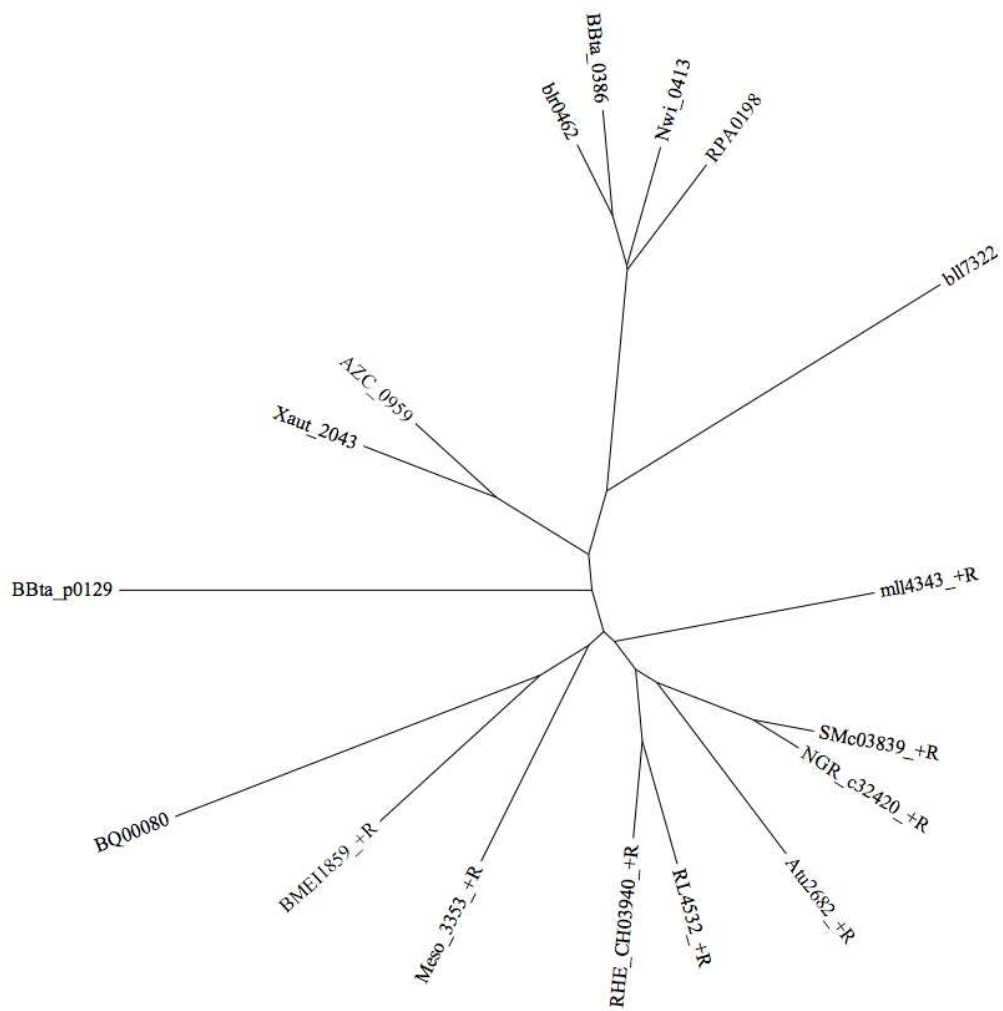 BBta_0386
Nwi_0413
blr0462
RPA0198
bll7322
AZC_0959
Xaut_2043
BBta_p0129
mll4343_+R
SMc03839_+R
NGR_c32420_+R
BQ00080
BMEI1859_+R
Meso_3353_+R
RHE_CH03940_+R
RL4532_+R
Atu2682_+R